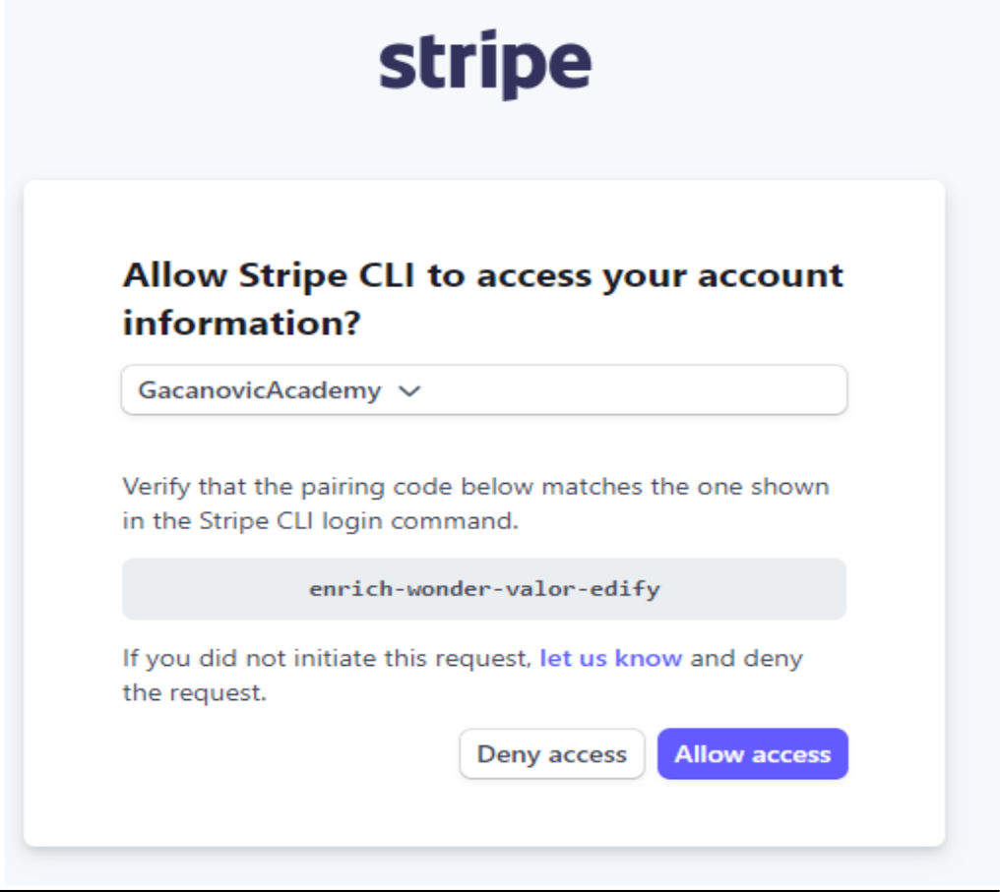 stripe
Allow Stripe CLI to access your account
information?
GacanovicAcademy
Verify that the pairing code below matches the one shown
in the Stripe CLI login command.
enrich-wonder-valor-edify
If you did not initiate this request, let us know and deny
the request.
Deny access Allow access